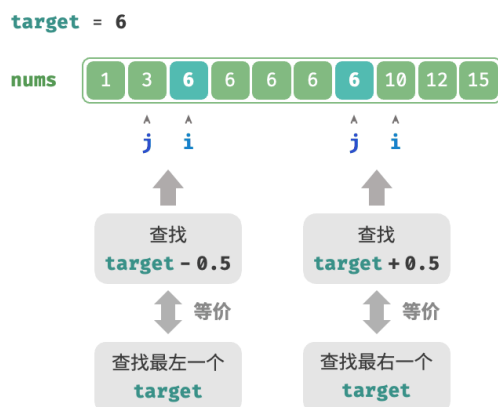 target = 6
nums 1 3 6 6 6 6 6 10 12 15
j i j i
查找 查找
target - 0.5 target + 0.5
等价 等价
查找最左一个 查找最右一个
target target